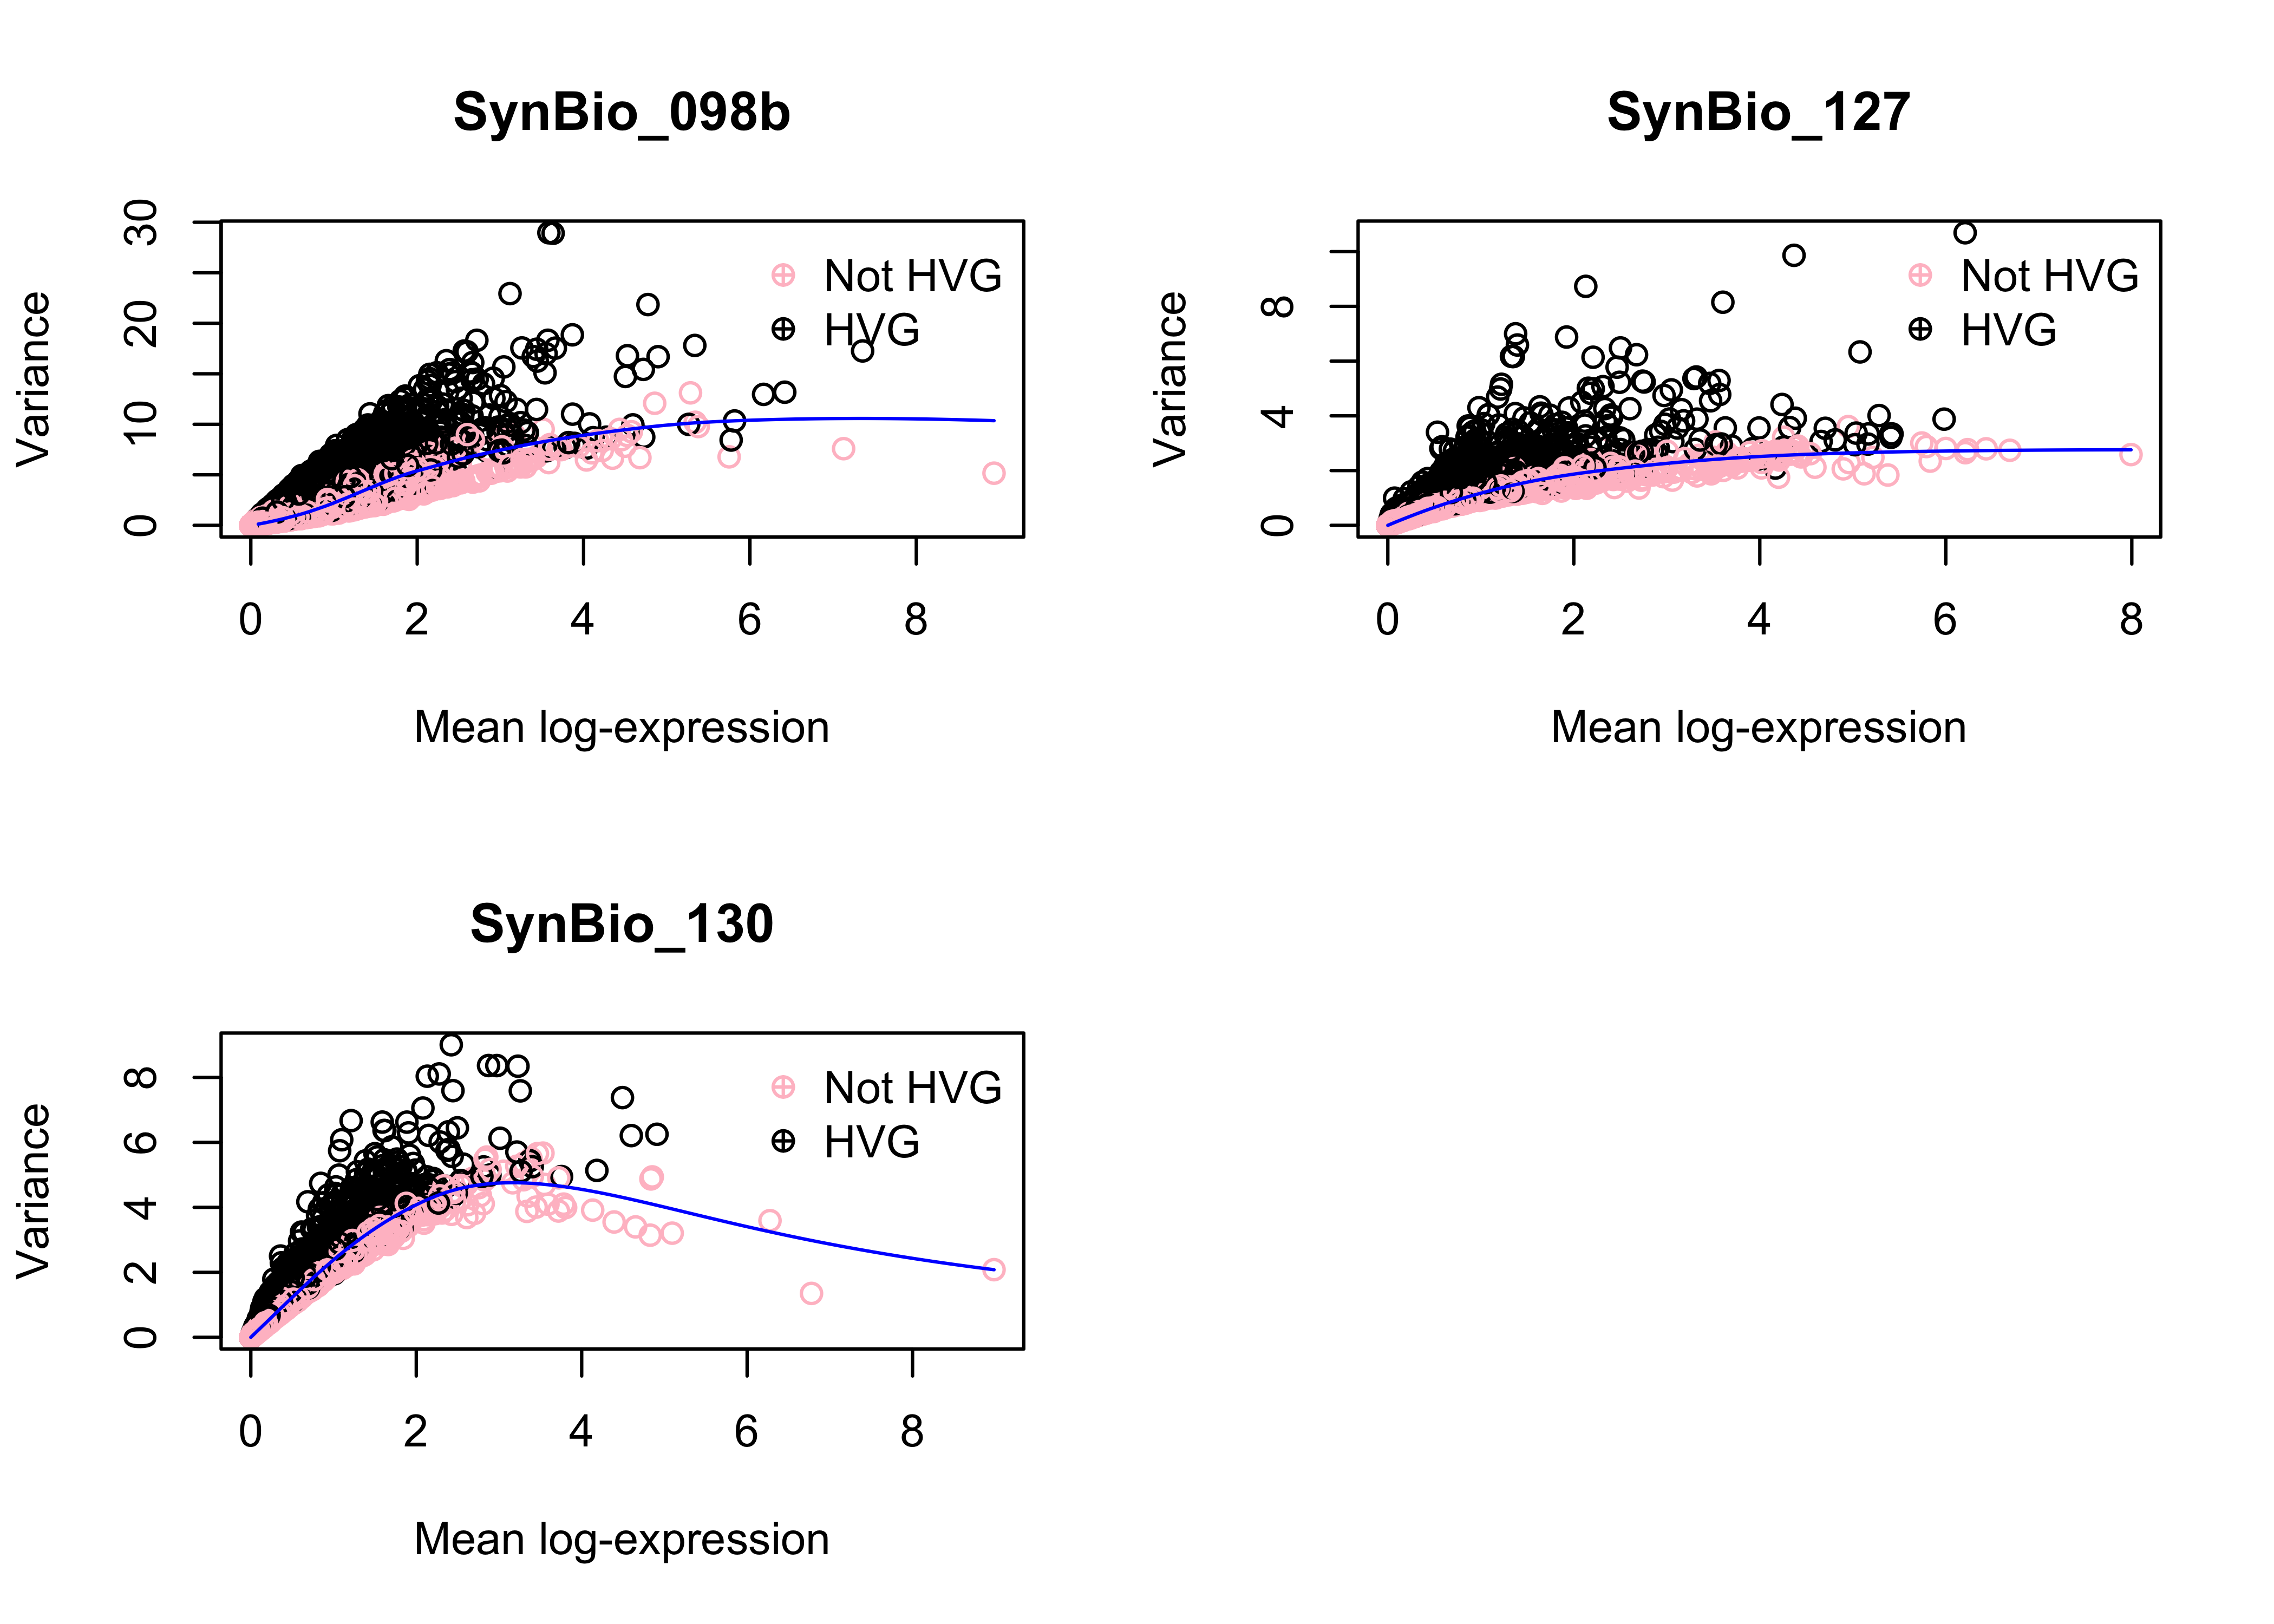 SynBio_098b
Variance
0 10 20 30
Not HVG
HVG
0 2 4 6 8
Mean log-expression
SynBio_127
Variance
0 4 8
Not HVG
HVG
0 2 4 6 8
Mean log-expression
SynBio_130
Variance
0 2 4 6 8
Not HVG
HVG
0 2 4 6 8
Mean log-expression